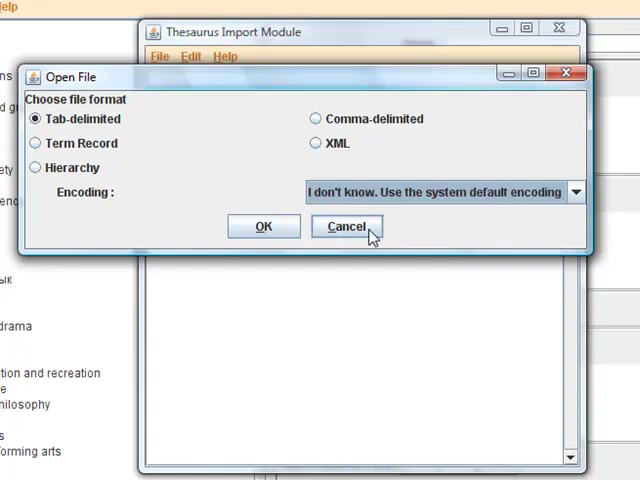 Help
Thesaurus Import Module
File Edit Help
Open File
Choose file format
Tab-delimited
Comma-delimited
Term Record
XML
Hierarchy
Encoding :
I don't know. Use the system default encoding
OK
Cancel
drama
tion and recreation
hilosophy
forming arts